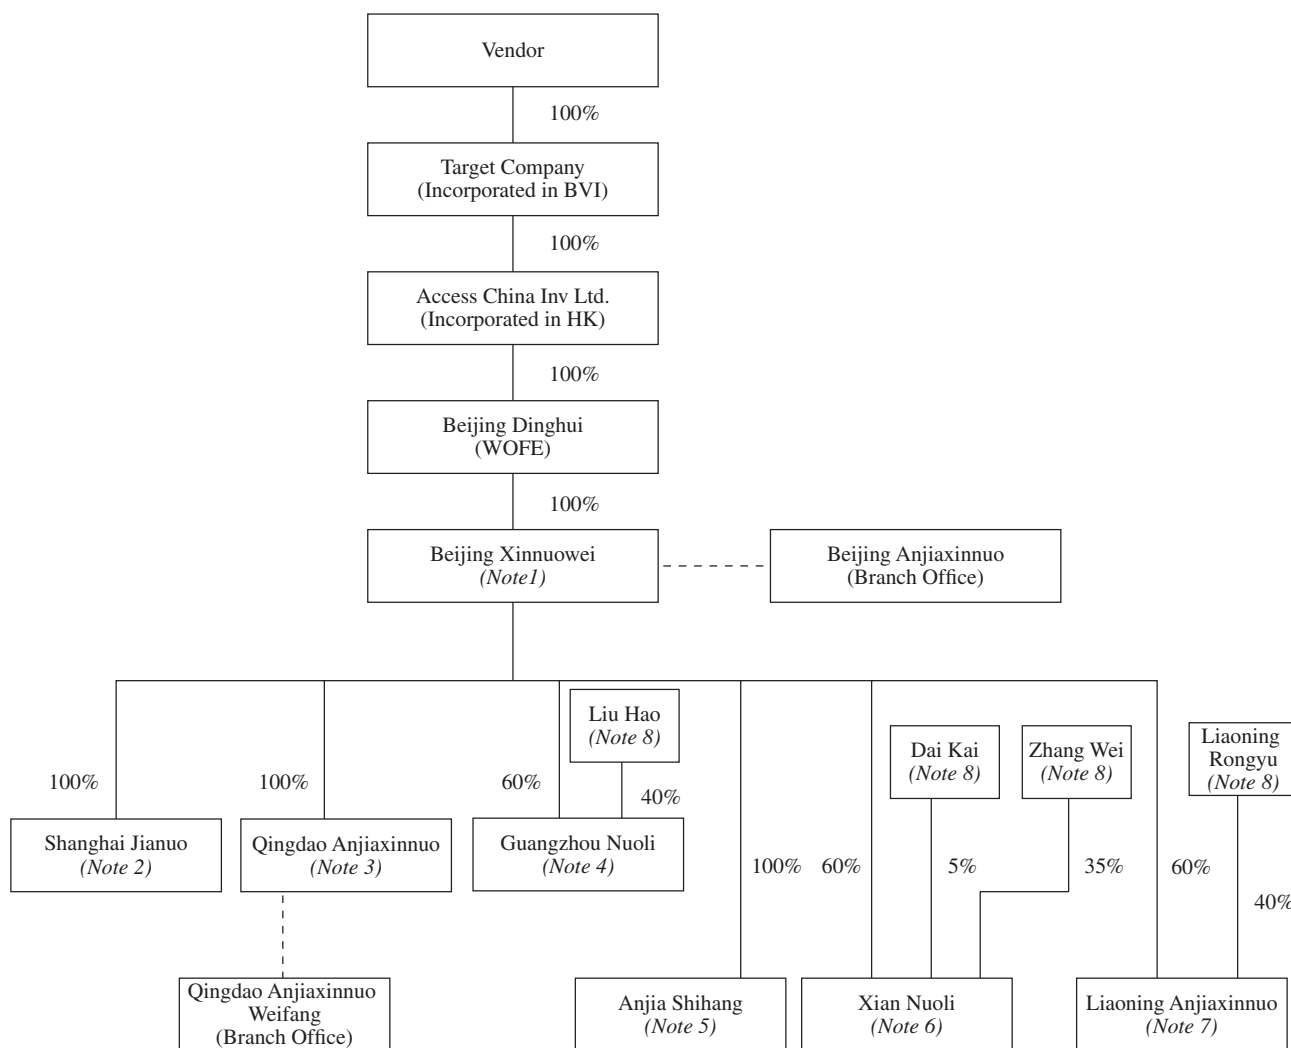 Vendor
100%
Target Company
(Incorporated in BVI)
100%
Access China Inv Ltd.
(Incorporated in HK)
100%
Beijing Dinghui
(WOFE)
100%
Beijing Xinnuowei
(Note1)
Beijing Anjiaxinnuo
(Branch Office)
Liu Hao
(Note 8)
Dai Kai
(Note 8)
Zhang Wei
(Note 8)
Liaoning
Rongyu
(Note 8)
100%
100%
60%
40%
Shanghai Jianuo
(Note 2)
Qingdao Anjiaxinnuo
(Note 3)
Guangzhou Nuoli
(Note 4)
100%
60%
5%
35%
60%
40%
Qingdao Anjiaxinnuo
Weifang
(Branch Office)
Anjia Shihang
(Note 5)
Xian Nuoli
(Note 6)
Liaoning Anjiaxinnuo
(Note 7)